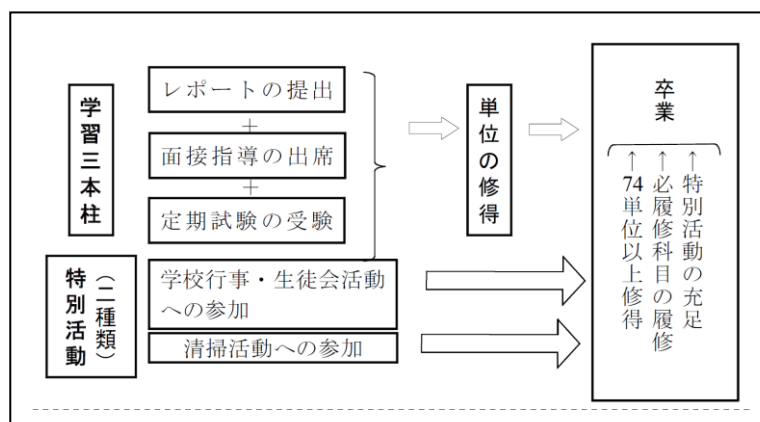 学習三本柱
レポートの提出
+
面接指導の出席
+
定期試験の受験
単位の修得
特別活動
(二種類)
学校行事・生徒会活動
への参加
清掃活動への参加
卒業
↑特別活動の充足
↑必履修科目の履修
↑74単位以上修得